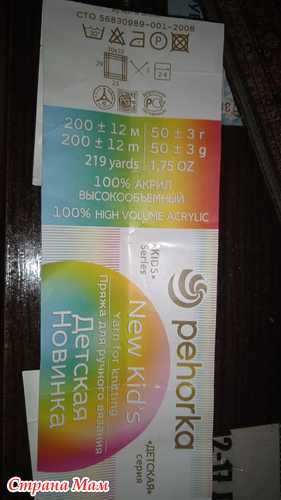 СТО 56830989-001-2008
200 ± 12 м 50 ± 3 г
200 ± 12 m 50 ± 3 g
219 yards 1,75 OZ
100% АКРИЛ
ВЫСОКООБЪЕМНЫЙ
100% HIGH VOLUME ACRYLIC
«KIDS»
series
pehorka
New Kid's
Yarn for knitting
Пряжа для ручного вязания
Детская
Новинка
«ДЕТСКАЯ»
серия
Страна Мам